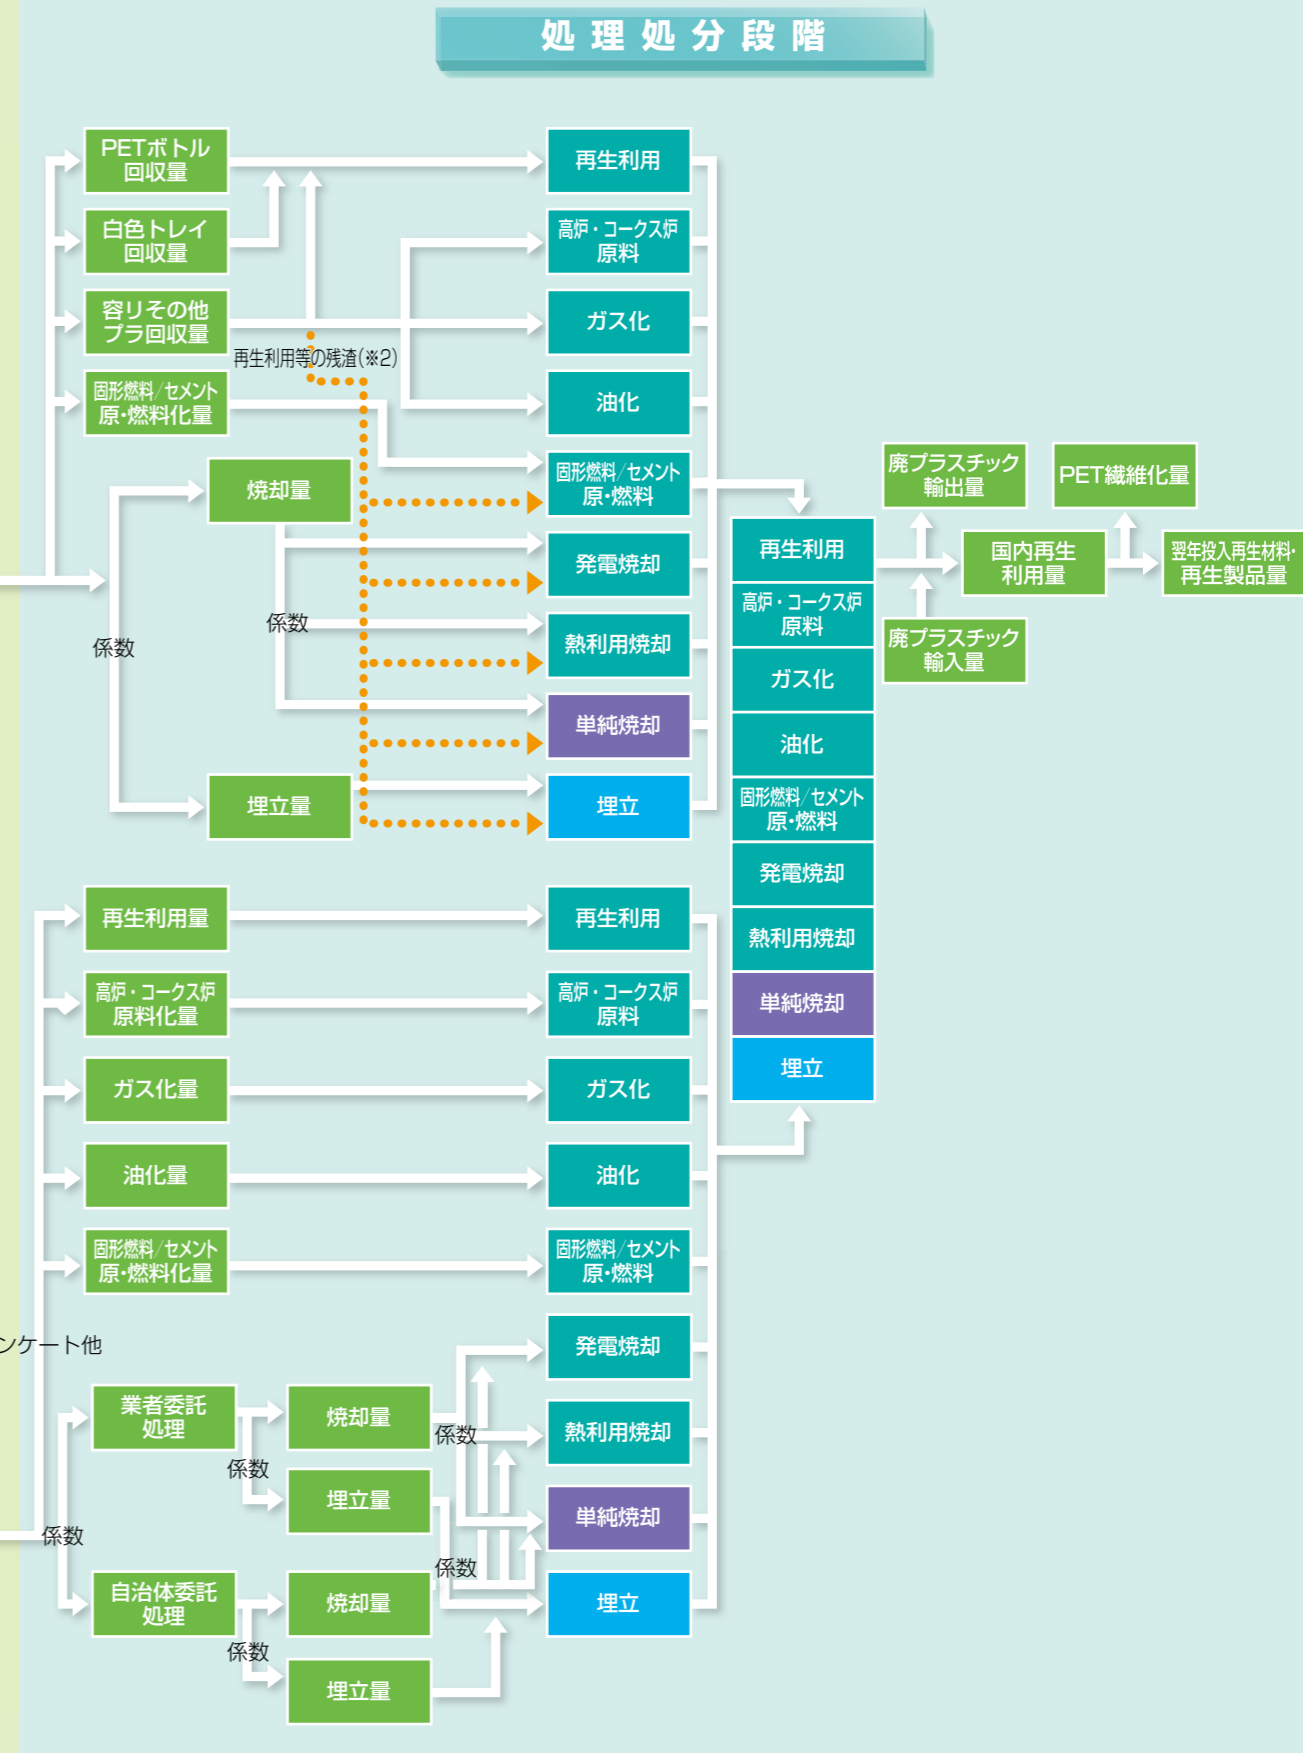 処理処分段階
PETボトル
回収量
再生利用
白色トレイ
回収量
高炉・コークス炉
原料
容リその他
プラ回収量
ガス化
再生利用等の残渣(※2)
固形燃料/セメント
原・燃料化量
油化
焼却量
固形燃料/セメント
原・燃料
発電焼却
係数
係数
熱利用焼却
単純焼却
埋立量
埋立
廃プラスチック
輸出量
PET繊維化量
再生利用
国内再生
利用量
翌年投入再生材料・
再生製品量
高炉・コークス炉
原料
廃プラスチック
輸入量
ガス化
油化
固形燃料/セメント
原・燃料
発電焼却
熱利用焼却
単純焼却
埋立
再生利用量
再生利用
高炉・コークス炉
原料化量
高炉・コークス炉
原料
ガス化量
ガス化
油化量
油化
固形燃料/セメント
原・燃料化量
固形燃料/セメント
原・燃料
ンケート他
発電焼却
業者委託
処理
焼却量
係数
熱利用焼却
係数
埋立量
単純焼却
係数
係数
自治体委託
処理
焼却量
埋立
係数
埋立量